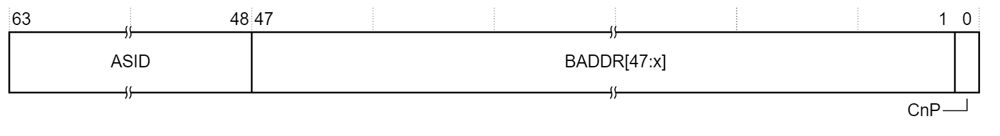 63 48 47 1 0
ASID BADDR[47:x]
CnP